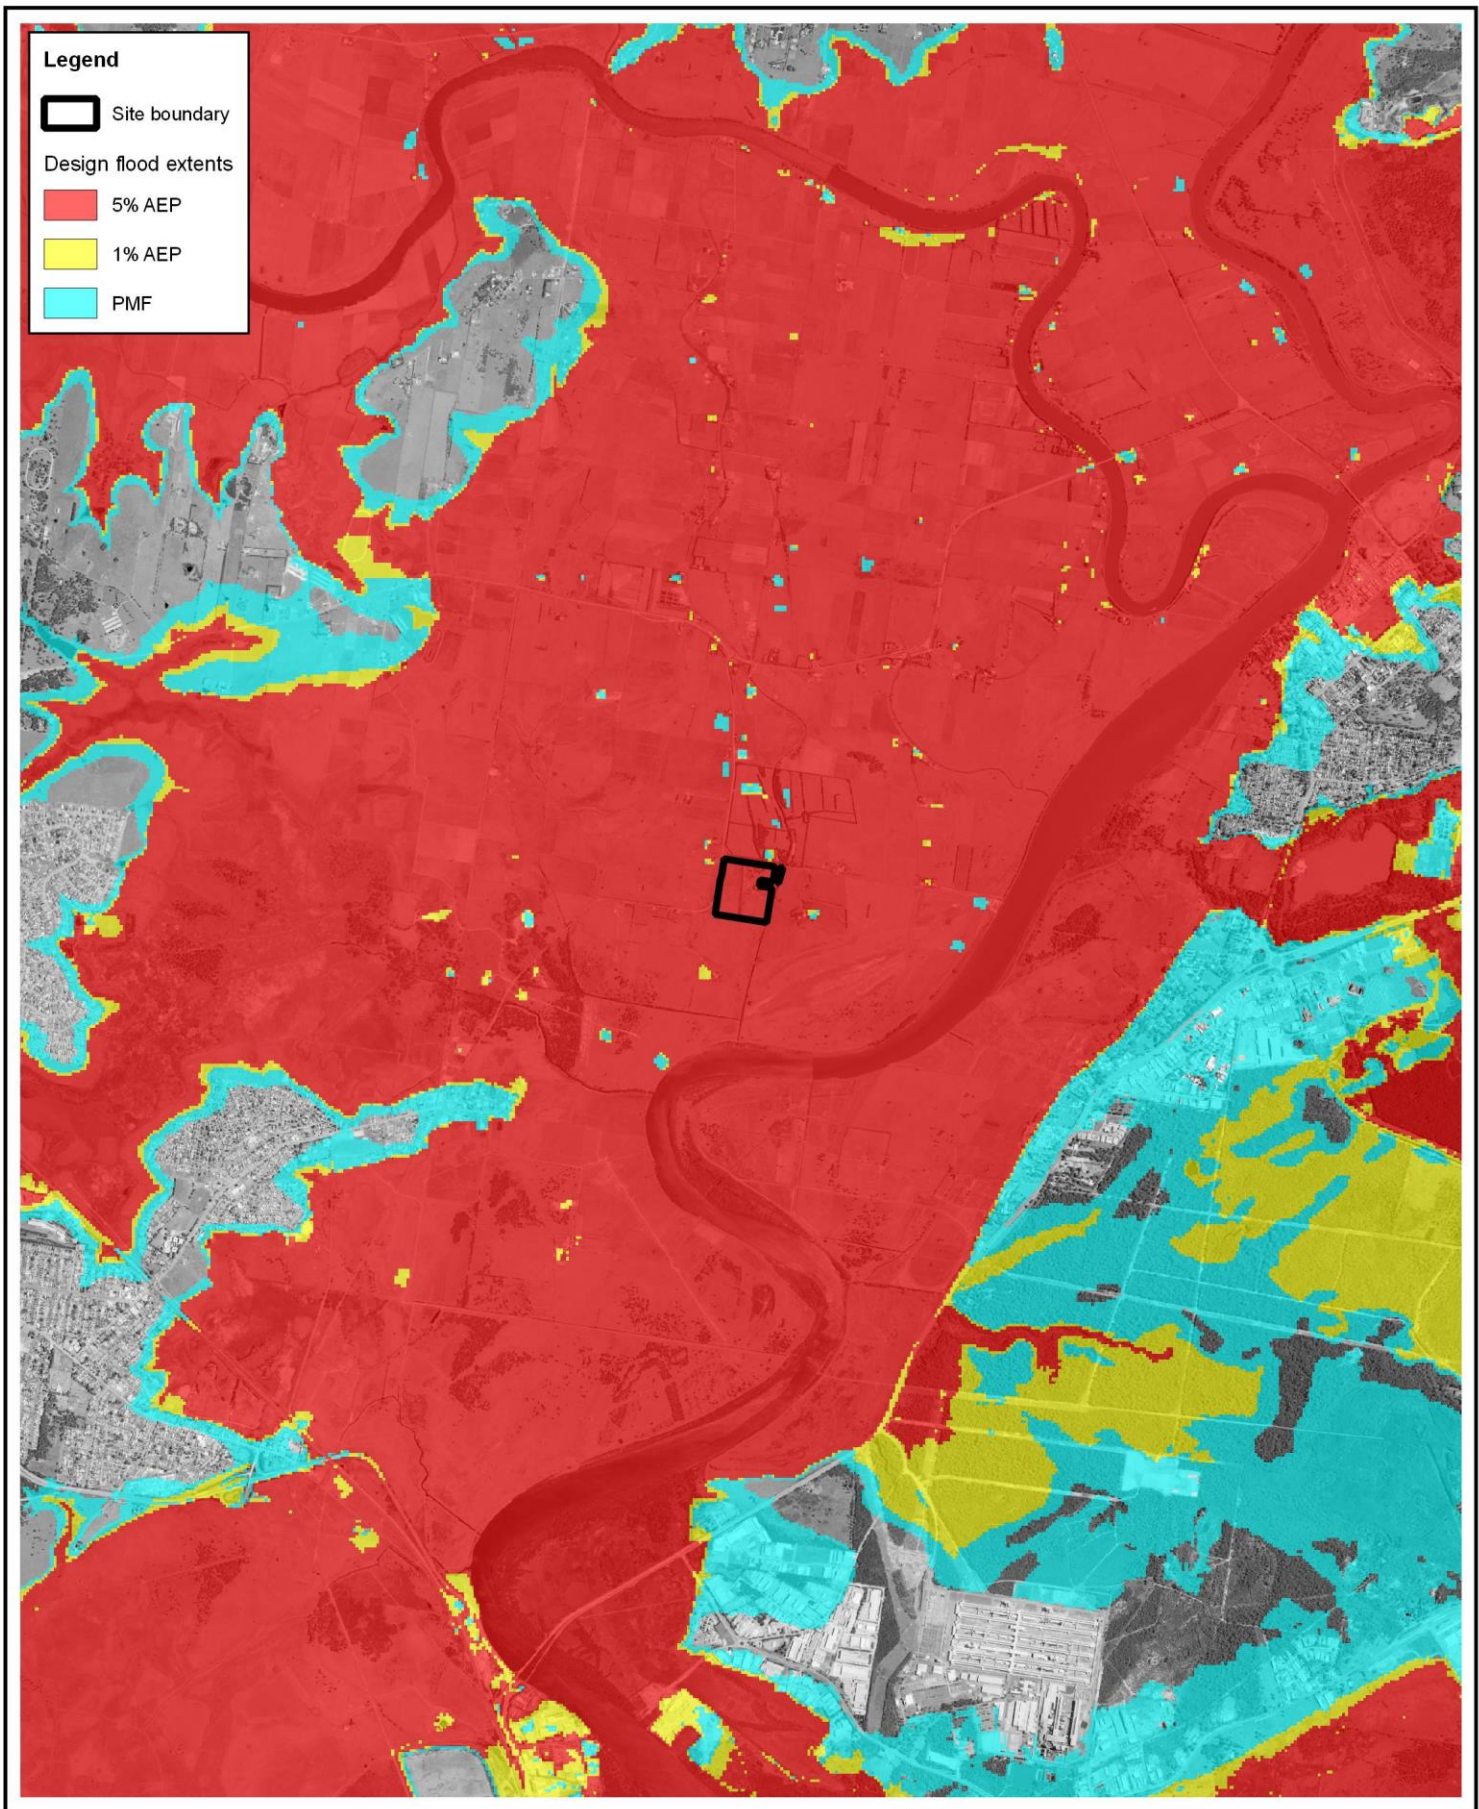 Legend
Site boundary
Design flood extents
5% AEP
1% AEP
PMF